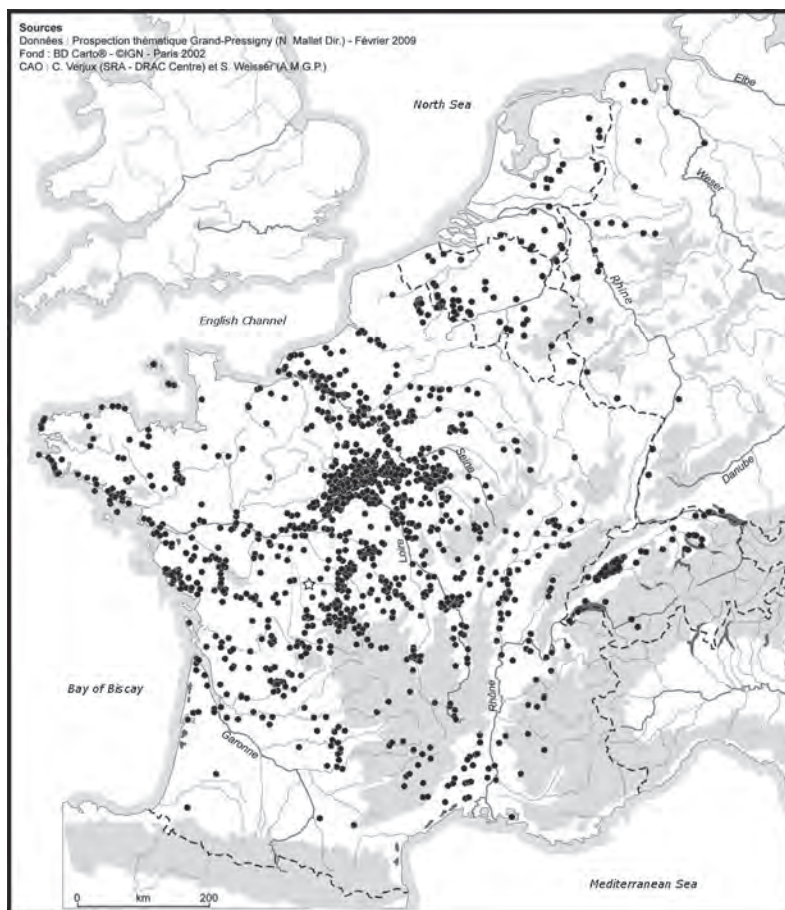 Sources
Données : Prospection thématique Grand-Pressigny (N. Mallet Dir.) - Février 2009
Fond : BD Carto® - ©IGN - Paris 2002
CAO : C. Verjux (SRA - DRAC Centre) et S. Weisser (A.M.G.P.)
North Sea
Elbe
Weser
Rhine
English Channel
Seine
Danube
Loire
Bay of Biscay
Rhône
Garonne
Mediterranean Sea
0 km 200